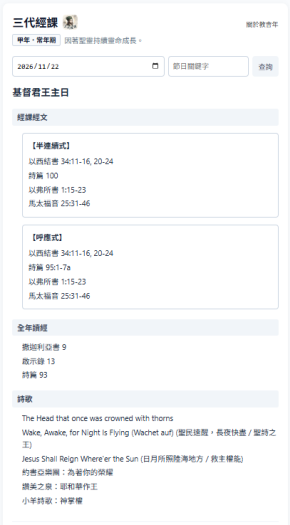 三代經課
關於教會年
甲年・常年期 因著聖靈持續靈命成長。
2026/11/22 節日關鍵字 查詢
基督君王主日
經課經文
【半連續式】
以西結書 34:11-16, 20-24
詩篇 100
以弗所書 1:15-23
馬太福音 25:31-46
【呼應式】
以西結書 34:11-16, 20-24
詩篇 95:1-7a
以弗所書 1:15-23
馬太福音 25:31-46
全年讀經
撒迦利亞書 9
啟示錄 13
詩篇 93
詩歌
The Head that once was crowned with thorns
Wake, Awake, for Night Is Flying (Wachet auf) (聖民提醒，長夜快盡 / 聖詩之
王)
Jesus Shall Reign Where'er the Sun (日月所照陸海地方 / 救主權能)
約書亞樂團：為著你的榮耀
讚美之泉：耶和華作王
小羊詩歌：神掌權